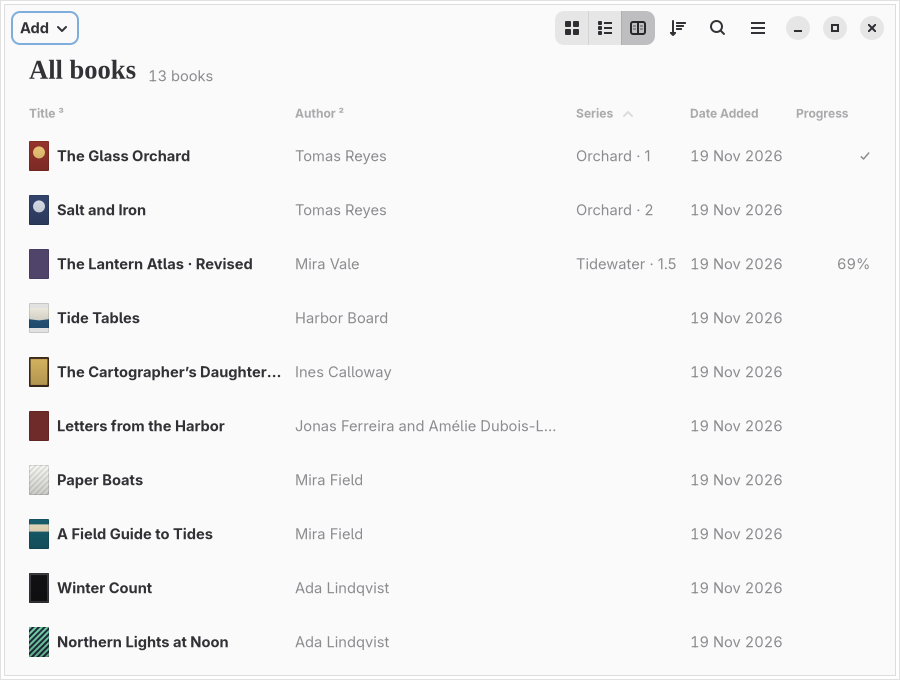 Add
All books 13 books
Title ³ Author ² Series Date Added Progress
The Glass Orchard Tomas Reyes Orchard · 1 19 Nov 2026
Salt and Iron Tomas Reyes Orchard · 2 19 Nov 2026
The Lantern Atlas · Revised Mira Vale Tidewater · 1.5 19 Nov 2026 69%
Tide Tables Harbor Board 19 Nov 2026
The Cartographer’s Daughter... Ines Calloway 19 Nov 2026
Letters from the Harbor Jonas Ferreira and Amélie Dubois-L... 19 Nov 2026
Paper Boats Mira Field 19 Nov 2026
A Field Guide to Tides Mira Field 19 Nov 2026
Winter Count Ada Lindqvist 19 Nov 2026
Northern Lights at Noon Ada Lindqvist 19 Nov 2026